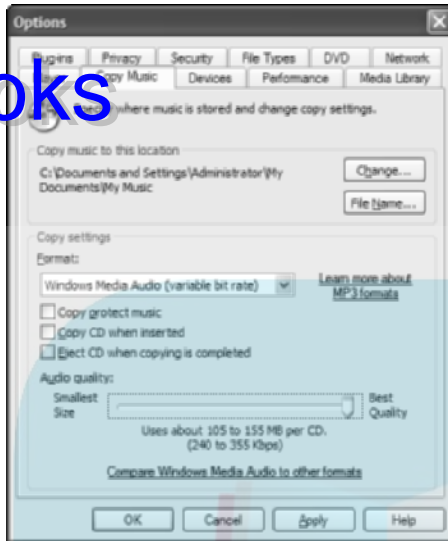 Options
Plug-ins Privacy Security File Types DVD Network
Copy Music Devices Performance Media Library
oks
where music is stored and change copy settings.
Copy music to this location
C:\Documents and Settings\Administrator\My
Documents\My Music
Change...
File Name...
Copy settings
Format:
Windows Media Audio (variable bit rate)
Learn more about
MP3 formats
Copy protect music
Copy CD when inserted
Eject CD when copying is completed
Audio quality:
Smallest
Size
Best
Quality
Uses about 105 to 155 MB per CD.
(240 to 355 Kbps)
Compare Windows Media Audio to other formats
OK Cancel Apply Help